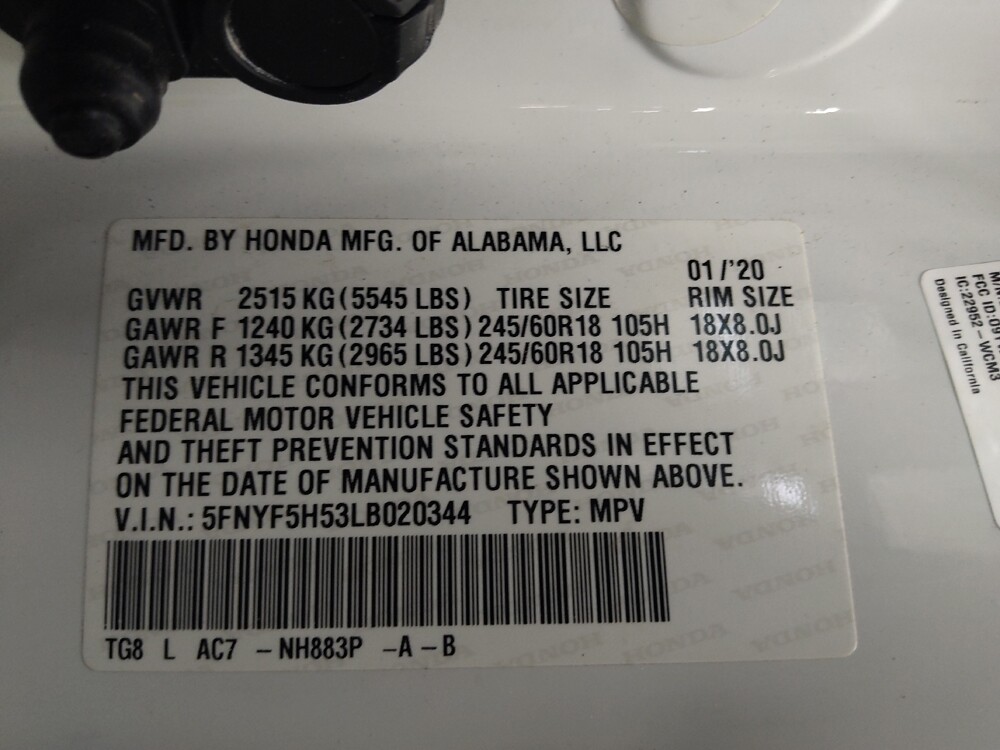 MFD. BY HONDA MFG. OF ALABAMA, LLC
01/'20
GVWR 2515 KG (5545 LBS) TIRE SIZE RIM SIZE
GAWR F 1240 KG (2734 LBS) 245/60R18 105H 18X8.0J
GAWR R 1345 KG (2965 LBS) 245/60R18 105H 18X8.0J
THIS VEHICLE CONFORMS TO ALL APPLICABLE
FEDERAL MOTOR VEHICLE SAFETY
AND THEFT PREVENTION STANDARDS IN EFFECT
ON THE DATE OF MANUFACTURE SHOWN ABOVE.
V.I.N.: 5FNYF5H53LB020344 TYPE: MPV
TG8 L AC7 -NH883P -A-B
FCC ID:
IC:22952-WCM3
Designed in California